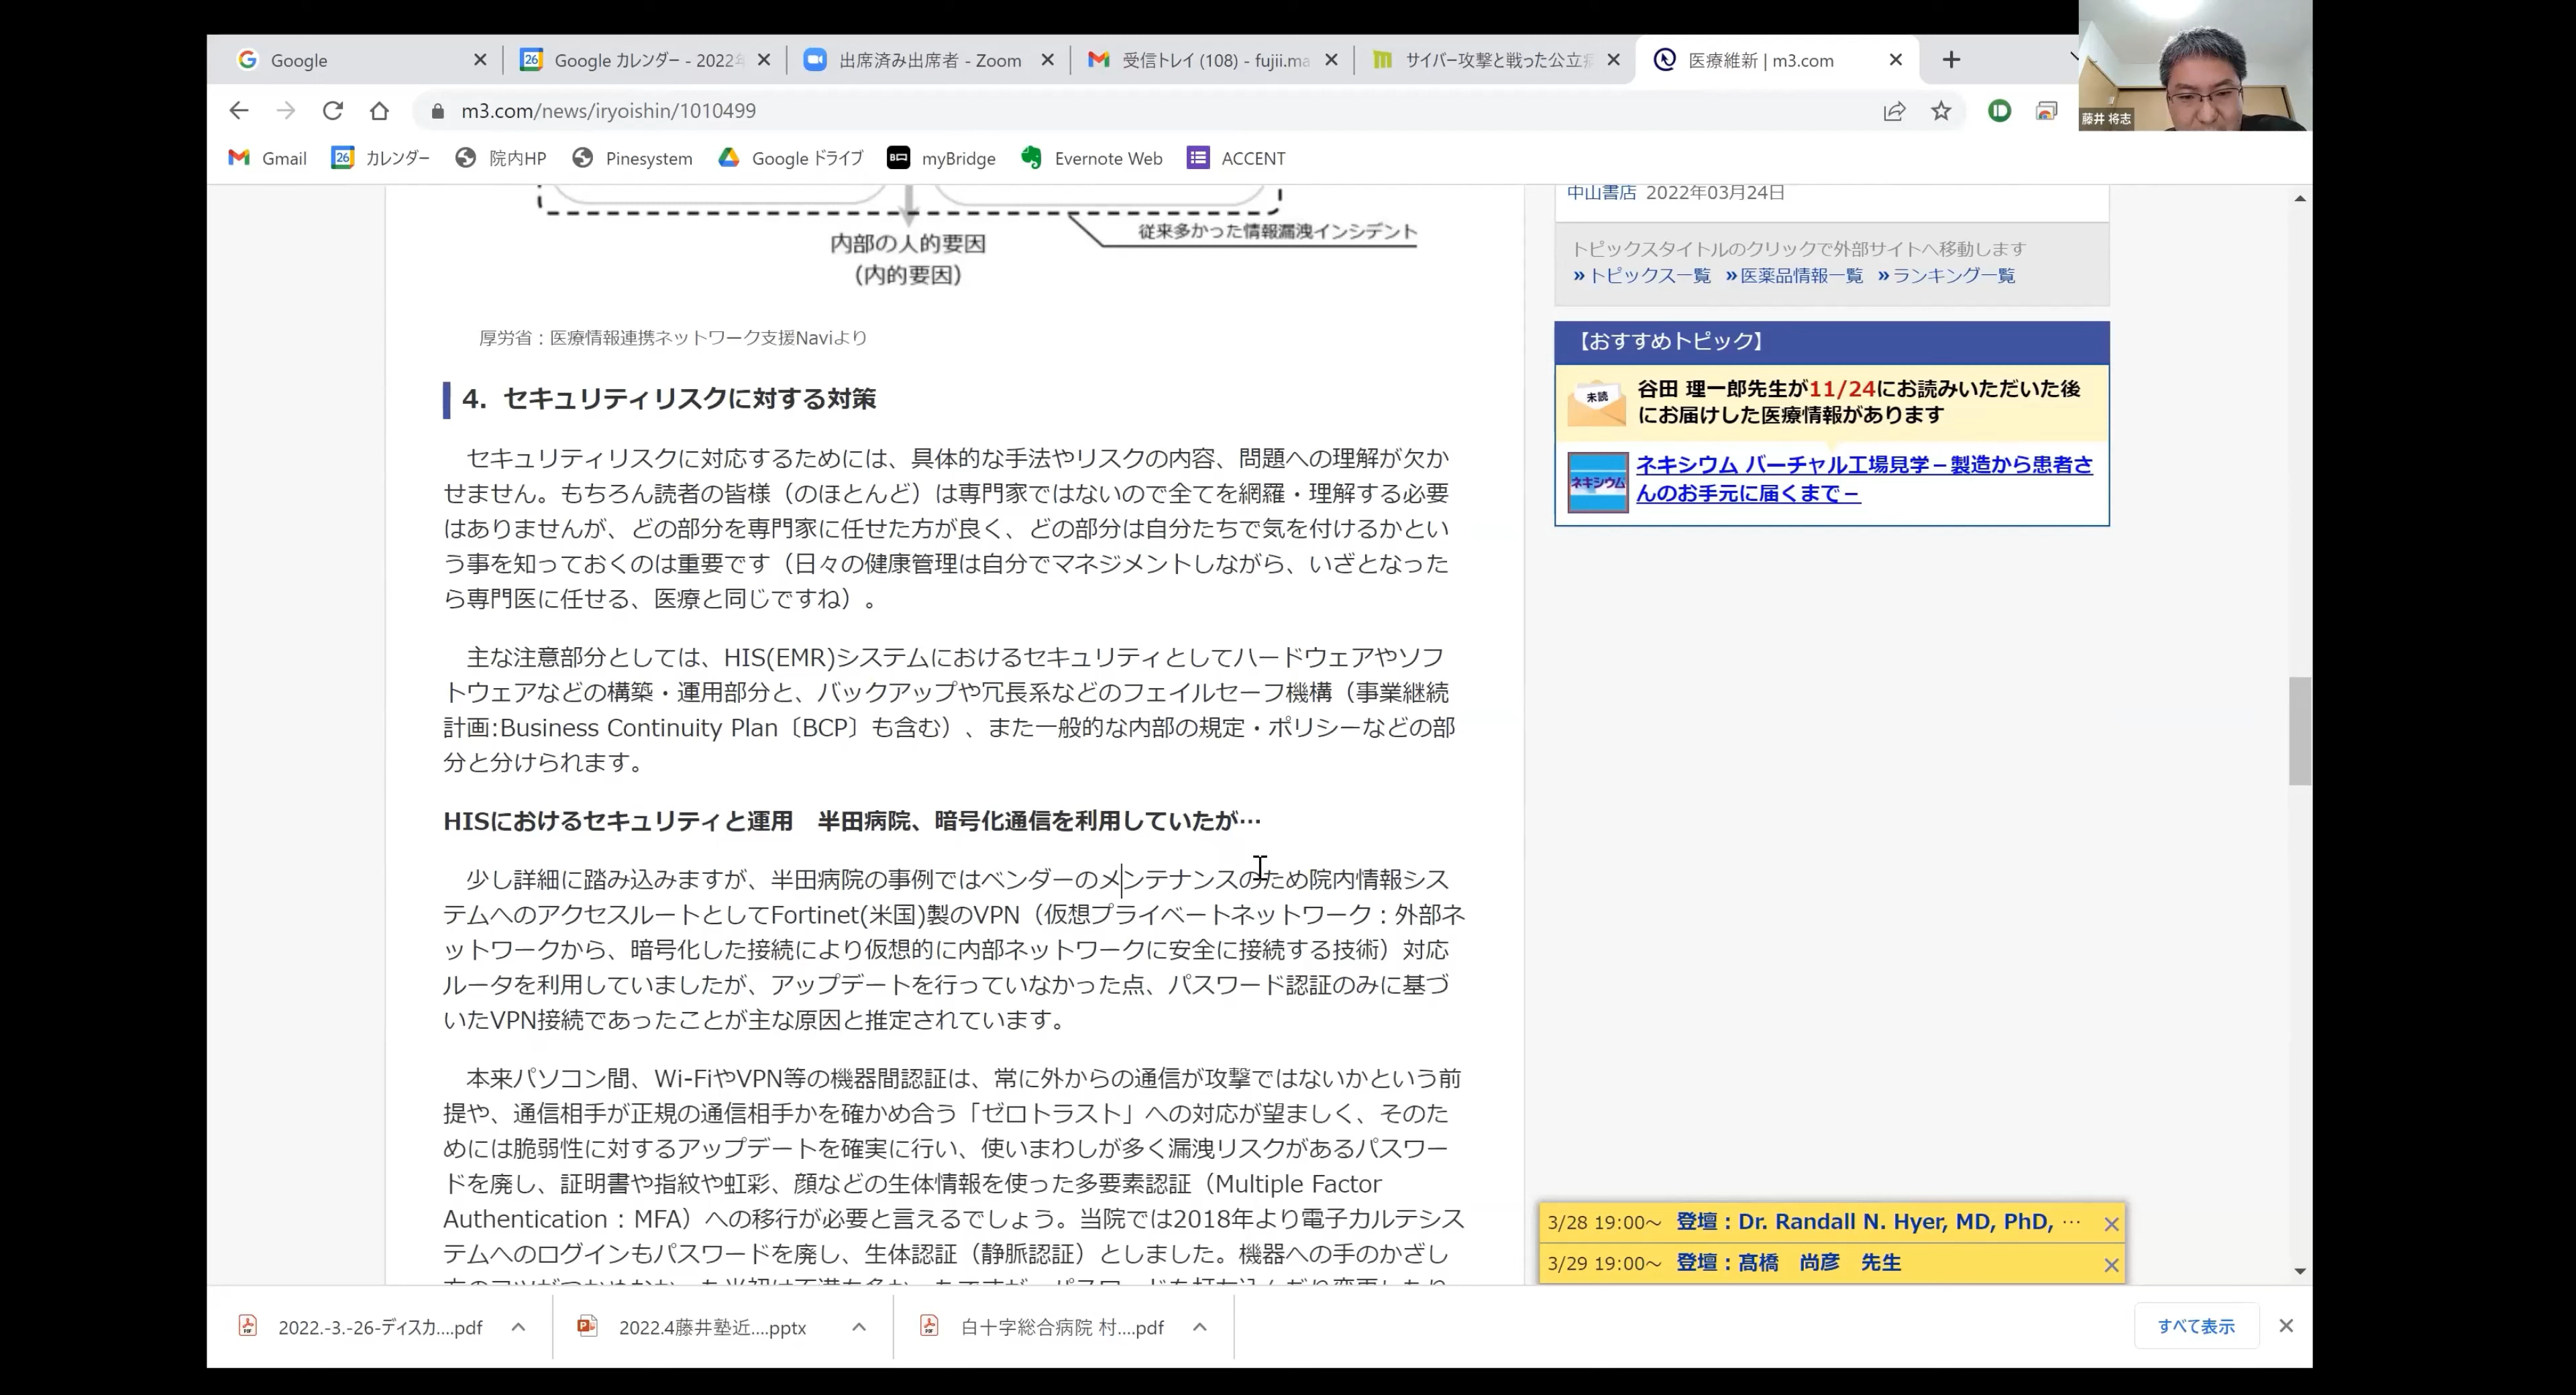 Google
Google カレンダー - 2022年
出席済み出席者 - Zoom
受信トレイ (108) - fujii.ma
サイバー攻撃と戦った公立病
医療維新 | m3.com
m3.com/news/iryoishin/1010499
藤井 将志
Gmail
カレンダー
院内HP
Pinesystem
Google ドライブ
myBridge
Evernote Web
ACCENT
内部の人的要因
（内的要因）
従来多かった情報漏洩インシデント
厚労省：医療情報連携ネットワーク支援Naviより
4．セキュリティリスクに対する対策
セキュリティリスクに対応するためには、具体的な手法やリスクの内容、問題への理解が欠か
せません。もちろん読者の皆様（のほとんど）は専門家ではないので全てを網羅・理解する必要
はありませんが、どの部分を専門家に任せた方が良く、どの部分は自分たちで気を付けるかとい
う事を知っておくのは重要です（日々の健康管理は自分でマネジメントしながら、いざとなった
ら専門医に任せる、医療と同じですね）。
主な注意部分としては、HIS(EMR)システムにおけるセキュリティとしてハードウェアやソフ
トウェアなどの構築・運用部分と、バックアップや冗長系などのフェイルセーフ機構（事業継続
計画:Business Continuity Plan〔BCP〕も含む）、また一般的な内部の規定・ポリシーなどの部
分と分けられます。
HISにおけるセキュリティと運用　半田病院、暗号化通信を利用していたが…
少し詳細に踏み込みますが、半田病院の事例ではベンダーのメンテナンスのため院内情報シス
テムへのアクセスルートとしてFortinet(米国)製のVPN（仮想プライベートネットワーク：外部ネ
ットワークから、暗号化した接続により仮想的に内部ネットワークに安全に接続する技術）対応
ルータを利用していましたが、アップデートを行っていなかった点、パスワード認証のみに基づ
いたVPN接続であったことが主な原因と推定されています。
本来パソコン間、Wi-FiやVPN等の機器間認証は、常に外からの通信が攻撃ではないかという前
提や、通信相手が正規の通信相手かを確かめ合う「ゼロトラスト」への対応が望ましく、そのた
めには脆弱性に対するアップデートを確実に行い、使いまわしが多く漏洩リスクがあるパスワー
ドを廃し、証明書や指紋や虹彩、顔などの生体情報を使った多要素認証（Multiple Factor
Authentication：MFA）への移行が必要と言えるでしょう。当院では2018年より電子カルテシス
テムへのログインもパスワードを廃し、生体認証（静脈認証）としました。機器への手のかざし
中山書店 2022年03月24日
トピックスタイトルのクリックで外部サイトへ移動します
»トピックス一覧 »医薬品情報一覧 »ランキング一覧
【おすすめトピック】
未読
谷田 理一郎先生が11/24にお読みいただいた後
にお届けした医療情報があります
ネキシウム
ネキシウム バーチャル工場見学－製造から患者さ
んのお手元に届くまで－
3/28 19:00～ 登壇：Dr. Randall N. Hyer, MD, PhD, …
3/29 19:00～ 登壇：髙橋　尚彦　先生
2022.-3.-26-ディスカ....pdf
2022.4藤井塾近....pptx
白十字総合病院 村....pdf
すべて表示